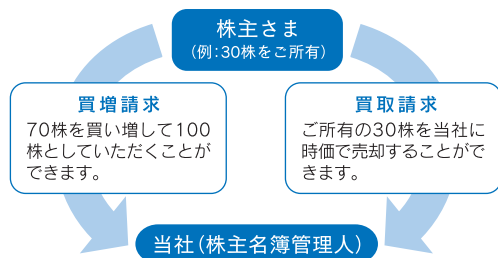 株主さま
（例：30株をご所有）
買増請求
70株を買い増して100
株としていただくことが
できます。
買取請求
ご所有の30株を当社に
時価で売却することがで
きます。
当社（株主名簿管理人）